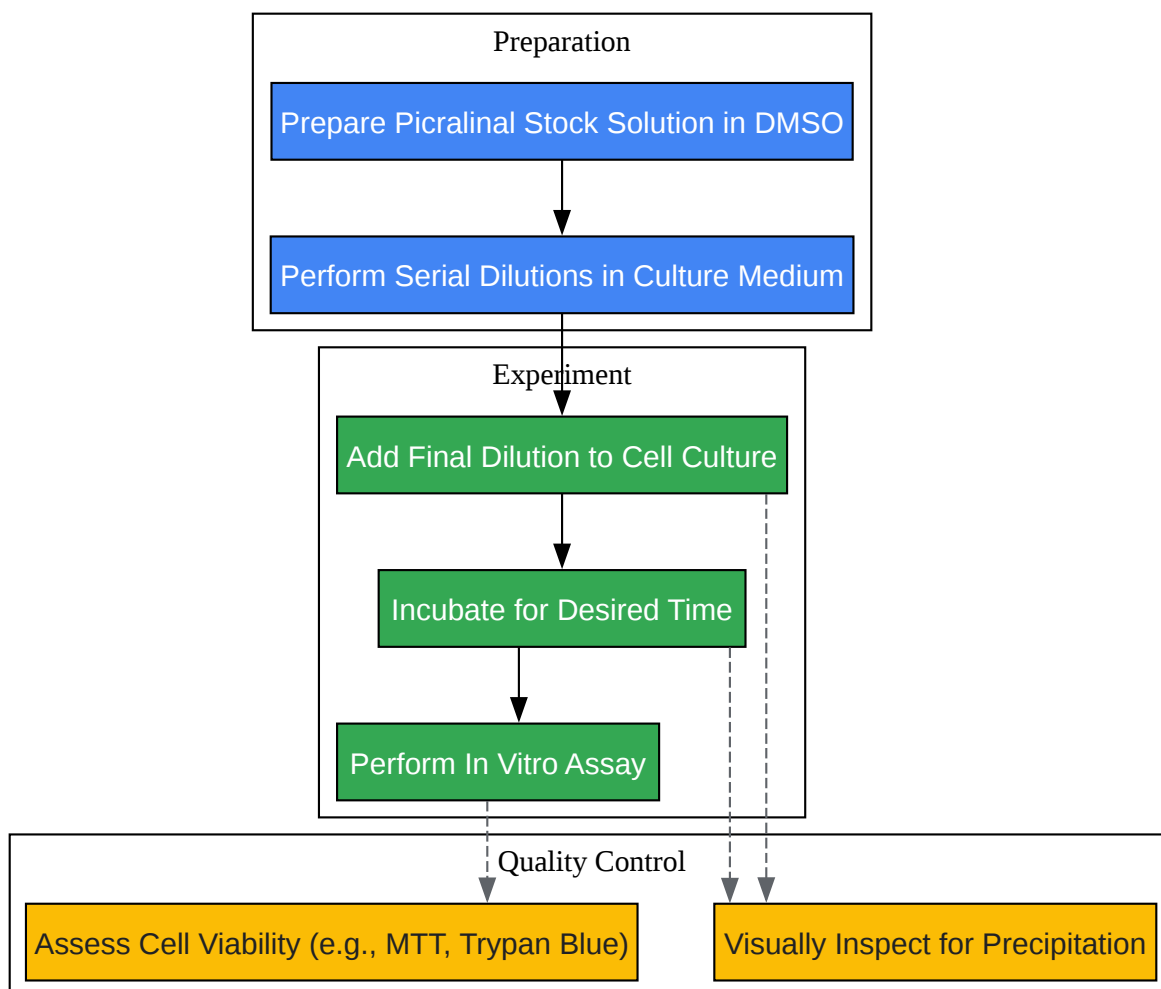 Preparation
Prepare Picralinal Stock Solution in DMSO
Perform Serial Dilutions in Culture Medium
Experiment
Add Final Dilution to Cell Culture
Incubate for Desired Time
Perform In Vitro Assay
Quality Control
Assess Cell Viability (e.g., MTT, Trypan Blue)
Visually Inspect for Precipitation